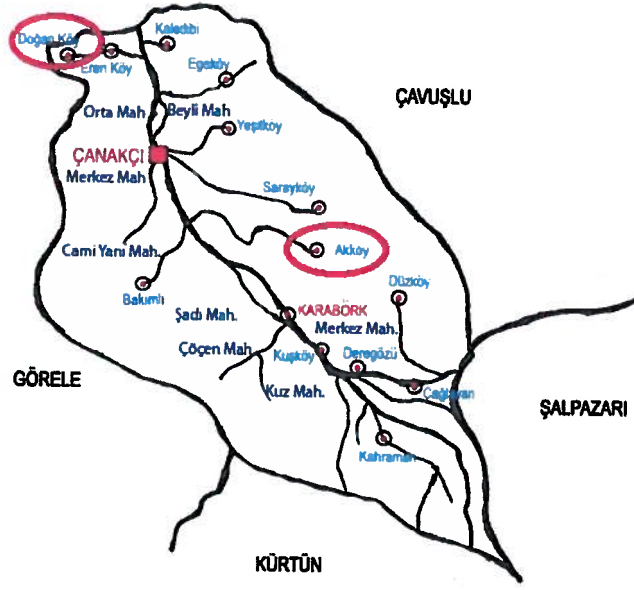 Doğan Köy
Kaledibi
Eren Köy
Egeköy
ÇAVUŞLU
Orta Mah
Beyli Mah
Yeşilköy
ÇANAKÇI
Merkez Mah
Sarayköy
Cami Yanı Mah.
Akköy
Bakımlı
Düzköy
Şadı Mah.
KARABÖRK
Merkez Mah.
Çöçen Mah
Kuşköy
Deregözü
GÖRELE
Kuz Mah.
Çağlayan
ŞALPAZARI
Kahraman
KÜRTÜN